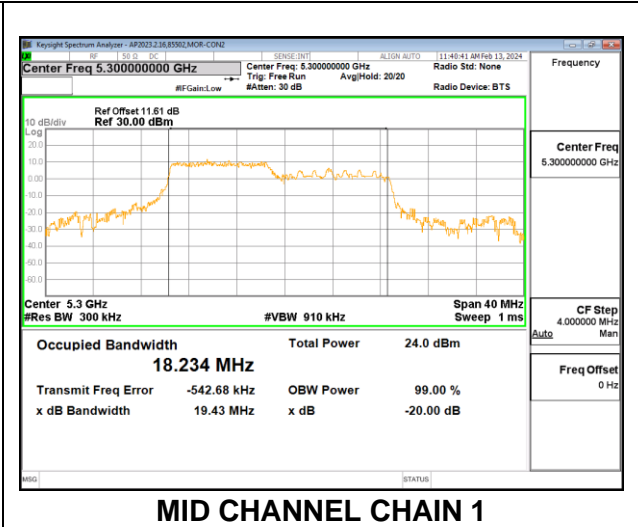 Keysight Spectrum Analyzer - AP2023.2.16,85502,MOR-CON2
RF 50 Ω DC SENSE:INT ALIGN AUTO 11:40:41 AM Feb 13, 2024
Center Freq 5.300000000 GHz Center Freq: 5.300000000 GHz Radio Std: None Frequency
Trig: Free Run Avg|Hold: 20/20
#IFGain:Low #Atten: 30 dB Radio Device: BTS
Ref Offset 11.61 dB
10 dB/div Ref 30.00 dBm
Log
20.0
10.0
0.00
-10.0
-20.0
-30.0
-40.0
-50.0
-60.0
Center Freq
5.300000000 GHz
Center 5.3 GHz Span 40 MHz
#Res BW 300 kHz #VBW 910 kHz Sweep 1 ms
CF Step
4.000000 MHz
Auto Man
Occupied Bandwidth Total Power 24.0 dBm
18.234 MHz
Freq Offset
0 Hz
Transmit Freq Error -542.68 kHz OBW Power 99.00 %
x dB Bandwidth 19.43 MHz x dB -20.00 dB
MSG STATUS
MID CHANNEL CHAIN 1